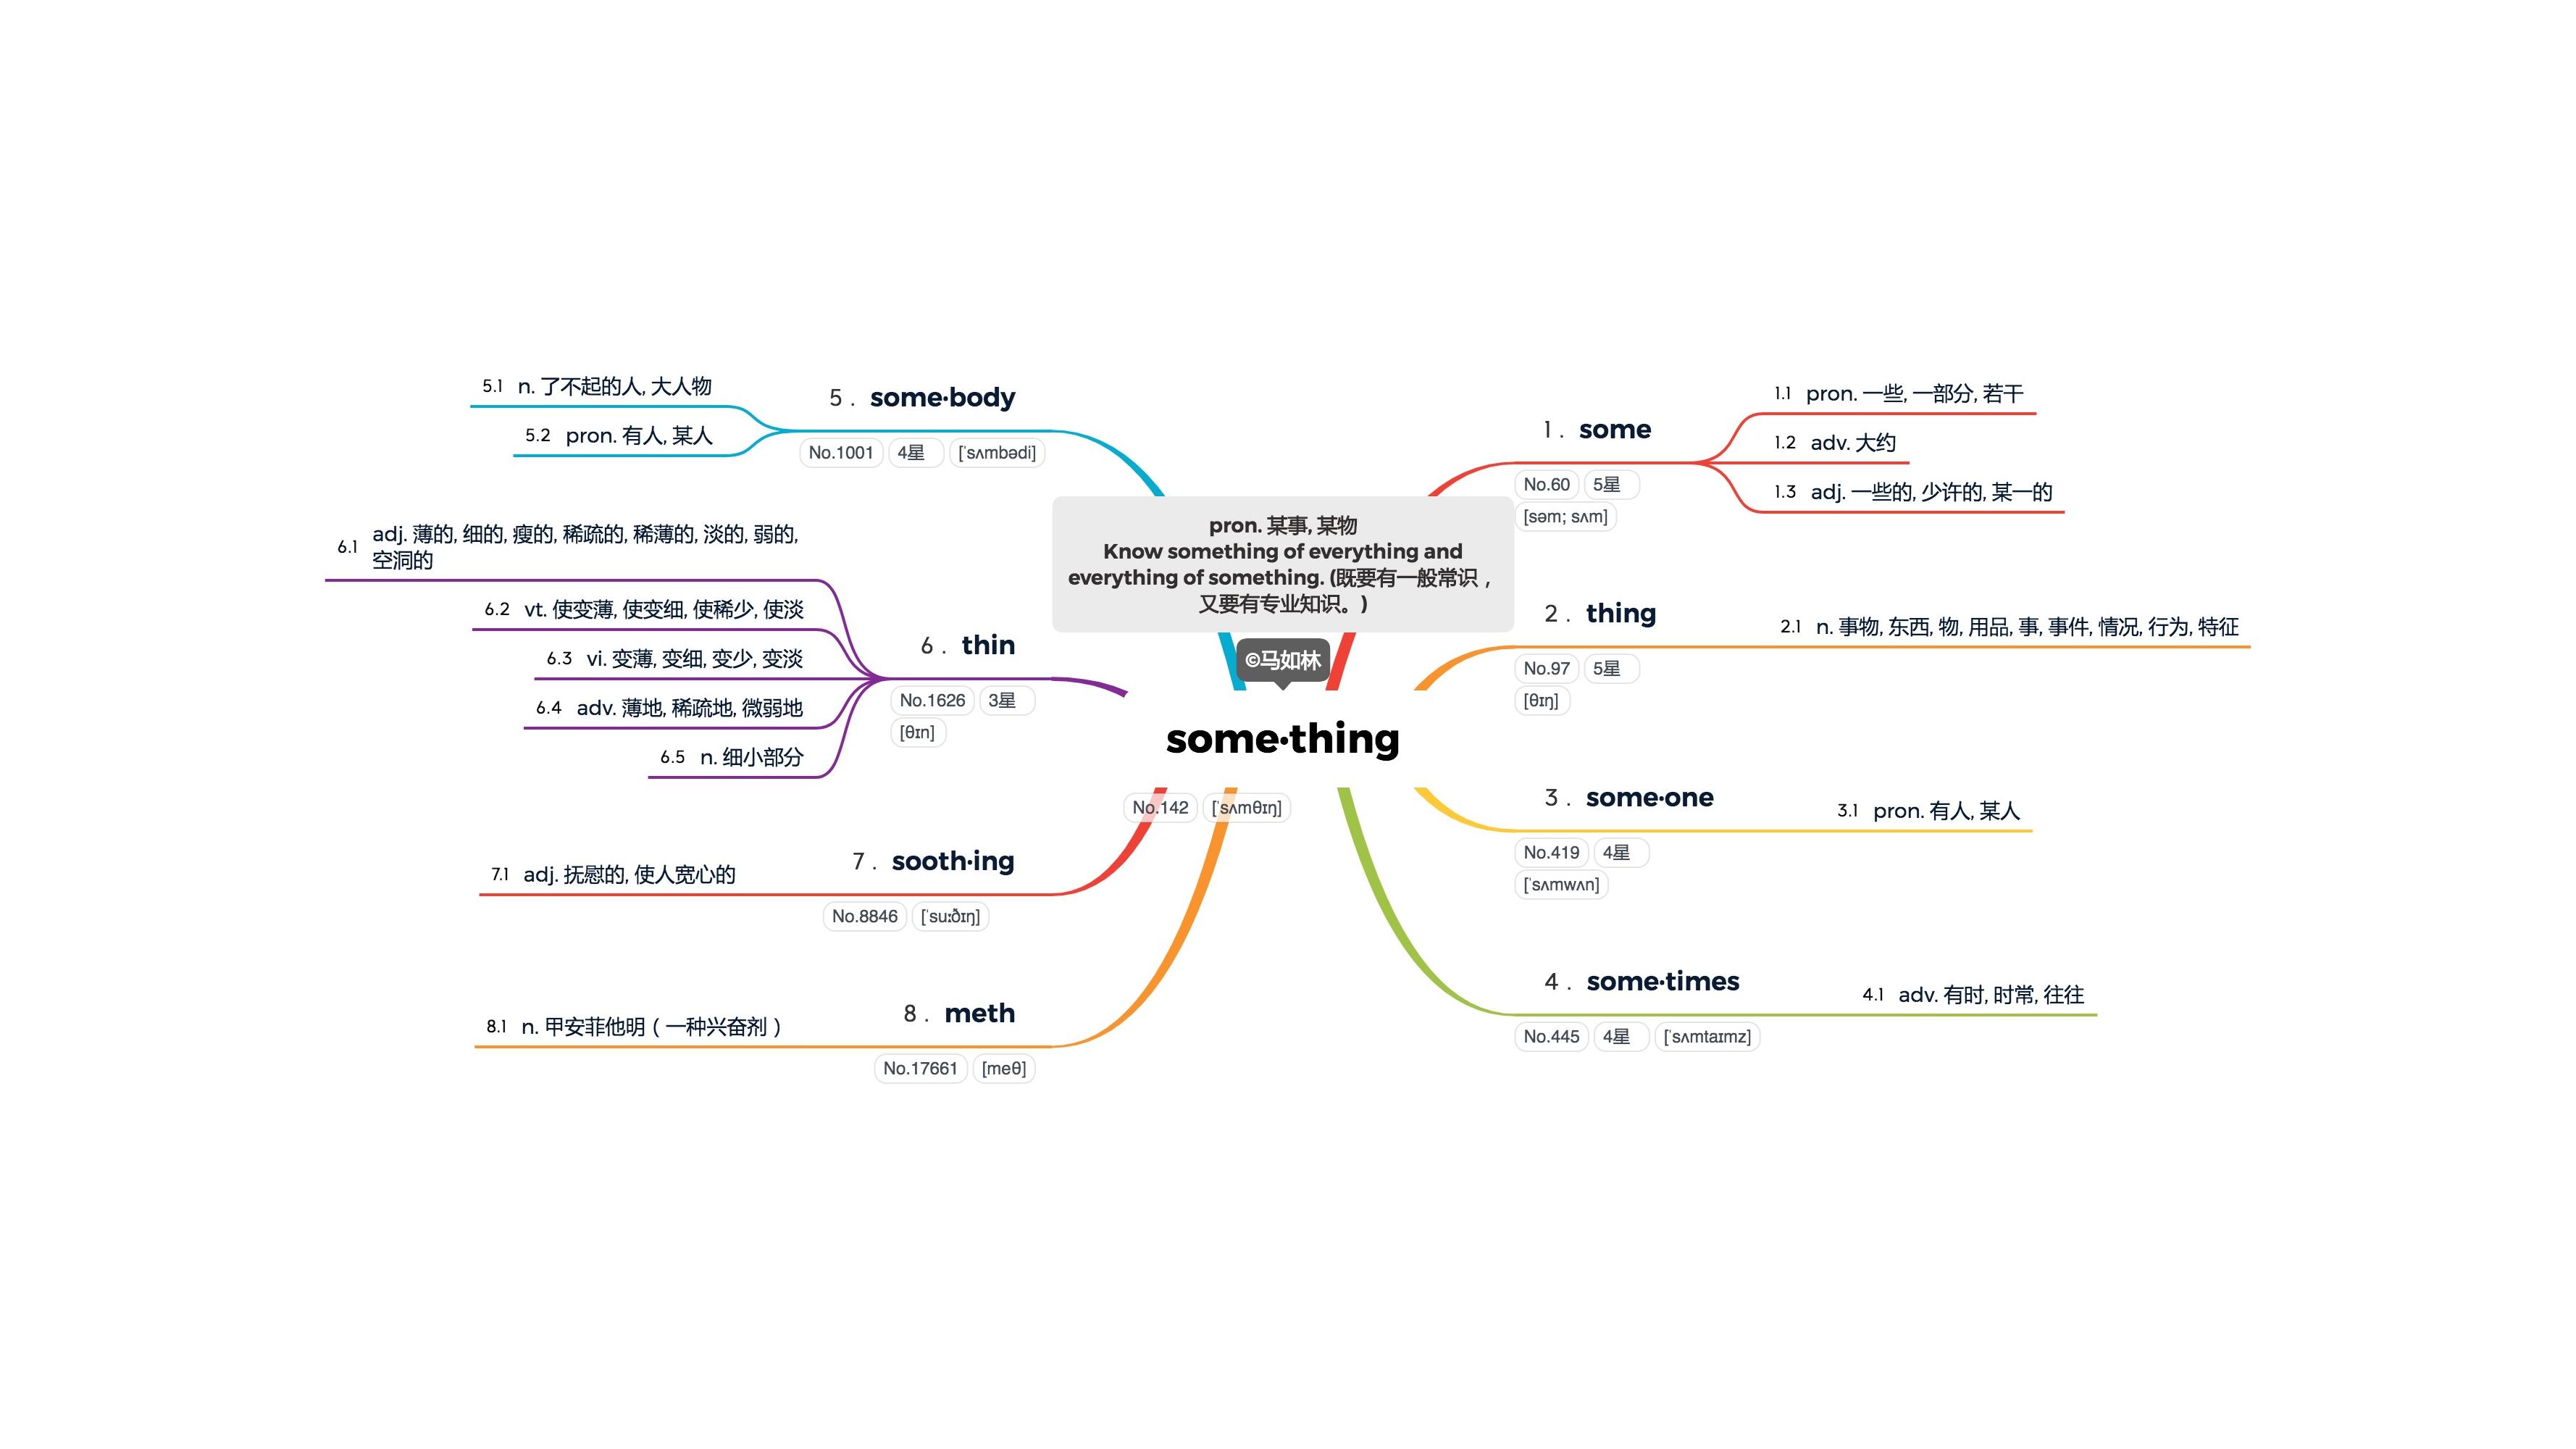 pron. 某事, 某物
Know something of everything and
everything of something. (既要有一般常识，
又要有专业知识。)
©马如林
some·thing
No.142 [ˈsʌmθɪŋ]
1. some
No.60 5星
[səm; sʌm]
1.1 pron. 一些, 一部分, 若干
1.2 adv. 大约
1.3 adj. 一些的, 少许的, 某一的
2. thing
No.97 5星
[θɪŋ]
2.1 n. 事物, 东西, 物, 用品, 事, 事件, 情况, 行为, 特征
3. some·one
No.419 4星
[ˈsʌmwʌn]
3.1 pron. 有人, 某人
4. some·times
No.445 4星 [ˈsʌmtaɪmz]
4.1 adv. 有时, 时常, 往往
5. some·body
No.1001 4星 [ˈsʌmbədi]
5.1 n. 了不起的人, 大人物
5.2 pron. 有人, 某人
6. thin
No.1626 3星
[θɪn]
6.1 adj. 薄的, 细的, 瘦的, 稀疏的, 稀薄的, 淡的, 弱的,
空洞的
6.2 vt. 使变薄, 使变细, 使稀少, 使淡
6.3 vi. 变薄, 变细, 变少, 变淡
6.4 adv. 薄地, 稀疏地, 微弱地
6.5 n. 细小部分
7. sooth·ing
No.8846 [ˈsuːðɪŋ]
7.1 adj. 抚慰的, 使人宽心的
8. meth
No.17661 [meθ]
8.1 n. 甲安菲他明（一种兴奋剂）